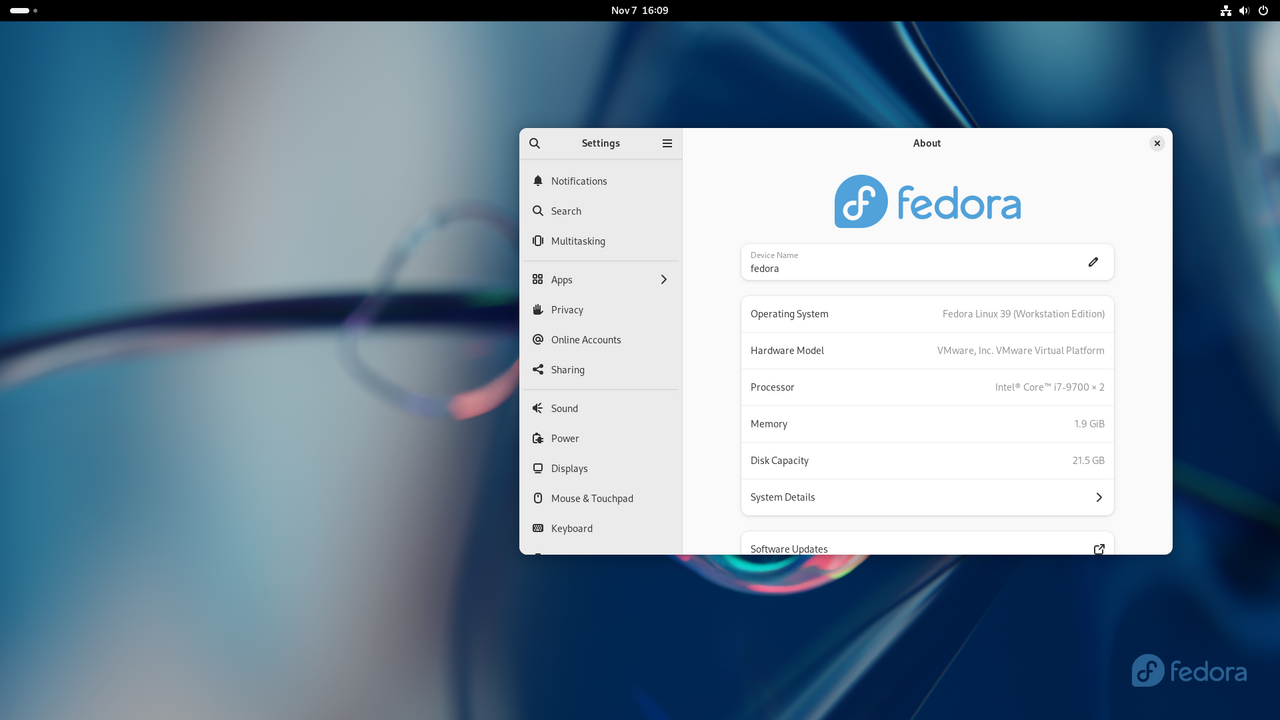 Nov 7 16:09
Settings
About
Notifications
Search
Multitasking
Apps
Privacy
Online Accounts
Sharing
Sound
Power
Displays
Mouse & Touchpad
Keyboard
fedora
Device Name
fedora
Operating System Fedora Linux 39 (Workstation Edition)
Hardware Model VMware, Inc. VMware Virtual Platform
Processor Intel® Core™ i7-9700 × 2
Memory 1.9 GiB
Disk Capacity 21.5 GB
System Details
Software Updates
fedora